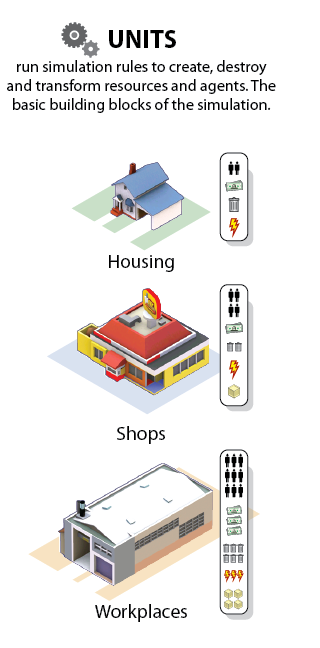 UNITS
run simulation rules to create, destroy
and transform resources and agents. The
basic building blocks of the simulation.
Housing
Shops
Workplaces